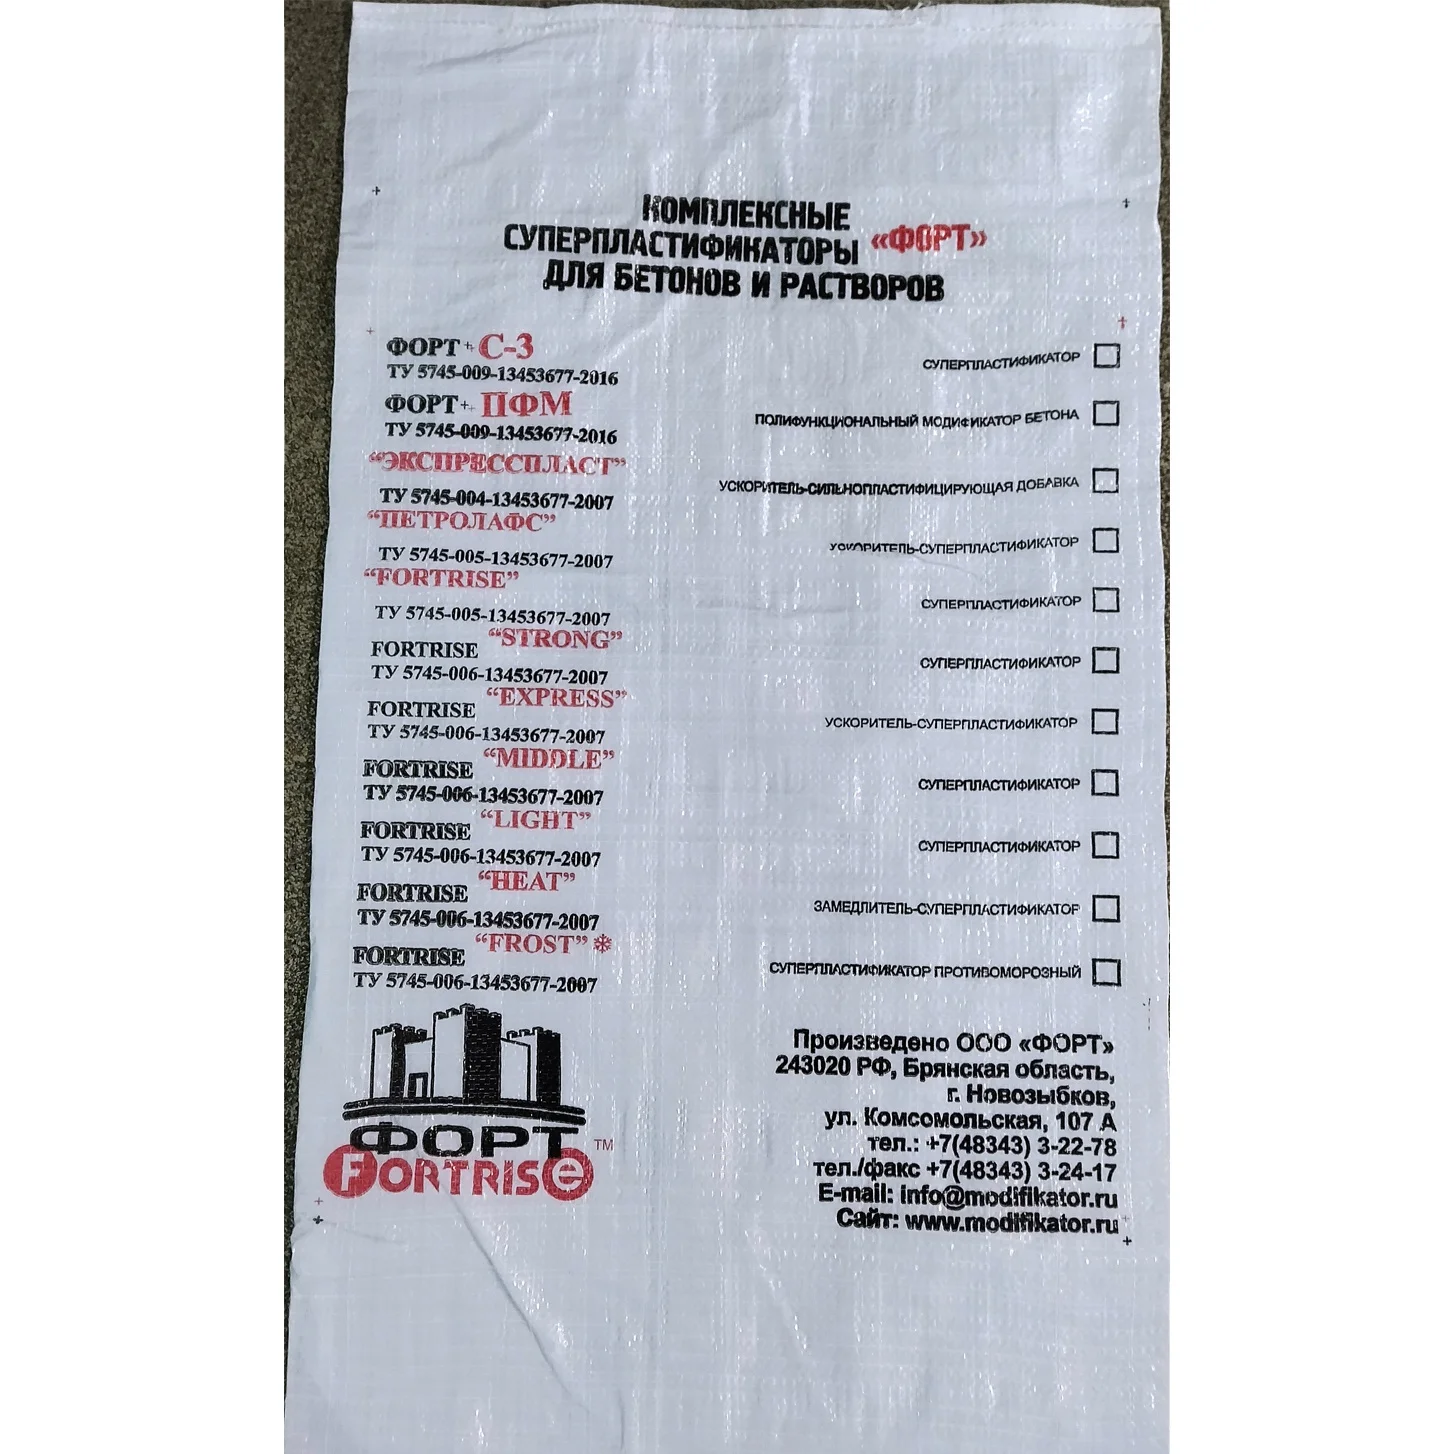 КОМПЛЕКСНЫЕ
СУПЕРПЛАСТИФИКАТОРЫ «ФОРТ»
ДЛЯ БЕТОНОВ И РАСТВОРОВ
ФОРТ С-3
СУПЕРПЛАСТИФИКАТОР
ТУ 5745-009-13453677-2016
ФОРТ ПФМ
ПОЛИФУНКЦИОНАЛЬНЫЙ МОДИФИКАТОР БЕТОНА
ТУ 5745-009-13453677-2016
“ЭКСПРЕССПЛАСТ”
УСКОРИТЕЛЬ-СИЛЬНОПЛАСТИФИЦИРУЮЩАЯ ДОБАВКА
ТУ 5745-004-13453677-2007
“ПЕТРОЛАФС”
УСКОРИТЕЛЬ-СУПЕРПЛАСТИФИКАТОР
ТУ 5745-005-13453677-2007
“FORTRISE”
СУПЕРПЛАСТИФИКАТОР
ТУ 5745-005-13453677-2007
FORTRISE “STRONG”
СУПЕРПЛАСТИФИКАТОР
ТУ 5745-006-13453677-2007
FORTRISE “EXPRESS”
УСКОРИТЕЛЬ-СУПЕРПЛАСТИФИКАТОР
ТУ 5745-006-13453677-2007
FORTRISE “MIDDLE”
СУПЕРПЛАСТИФИКАТОР
ТУ 5745-006-13453677-2007
FORTRISE “LIGHT”
СУПЕРПЛАСТИФИКАТОР
ТУ 5745-006-13453677-2007
FORTRISE “HEAT”
ЗАМЕДЛИТЕЛЬ-СУПЕРПЛАСТИФИКАТОР
ТУ 5745-006-13453677-2007
FORTRISE “FROST”
СУПЕРПЛАСТИФИКАТОР ПРОТИВОМОРОЗНЫЙ
ТУ 5745-006-13453677-2007
ФОРТ ™
FORTRISe
Произведено ООО «ФОРТ»
243020 РФ, Брянская область,
г. Новозыбков,
ул. Комсомольская, 107 А
тел.: +7(48343) 3-22-78
тел./факс +7(48343) 3-24-17
E-mail: info@modifikator.ru
Сайт: www.modifikator.ru